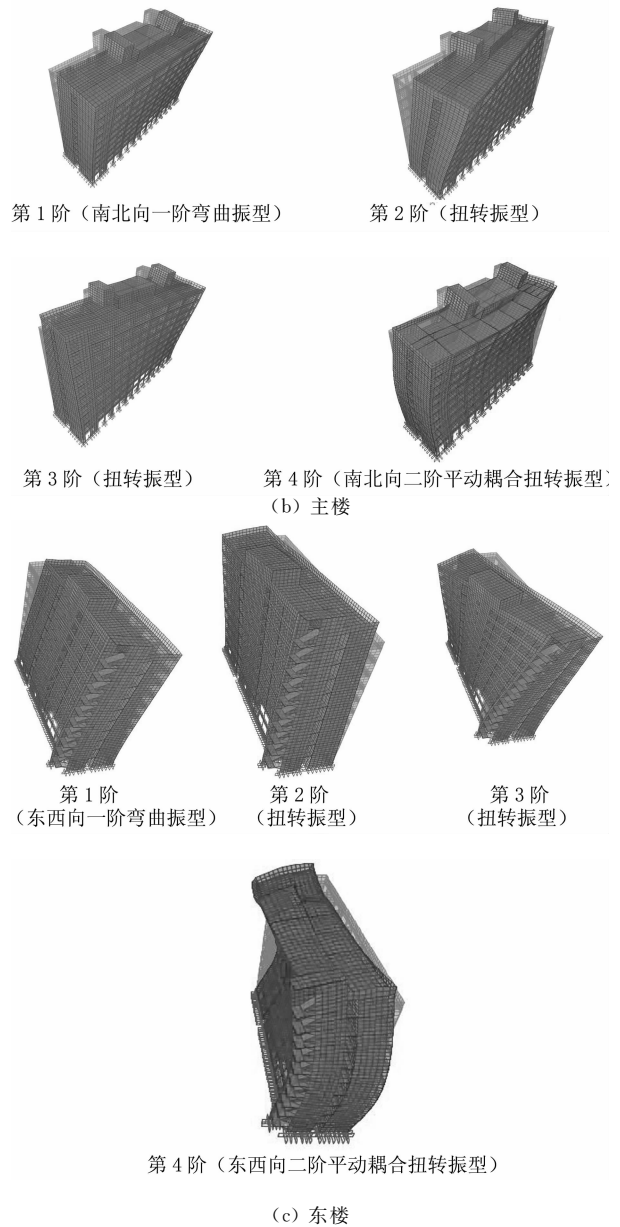 第1阶（南北向一阶弯曲振型） 第2阶（扭转振型）
第3阶（扭转振型） 第4阶（南北向二阶平动耦合扭转振型）
（b）主楼
第1阶 第2阶 第3阶
（东西向一阶弯曲振型） （扭转振型） （扭转振型）
第4阶（东西向二阶平动耦合扭转振型）
（c）东楼